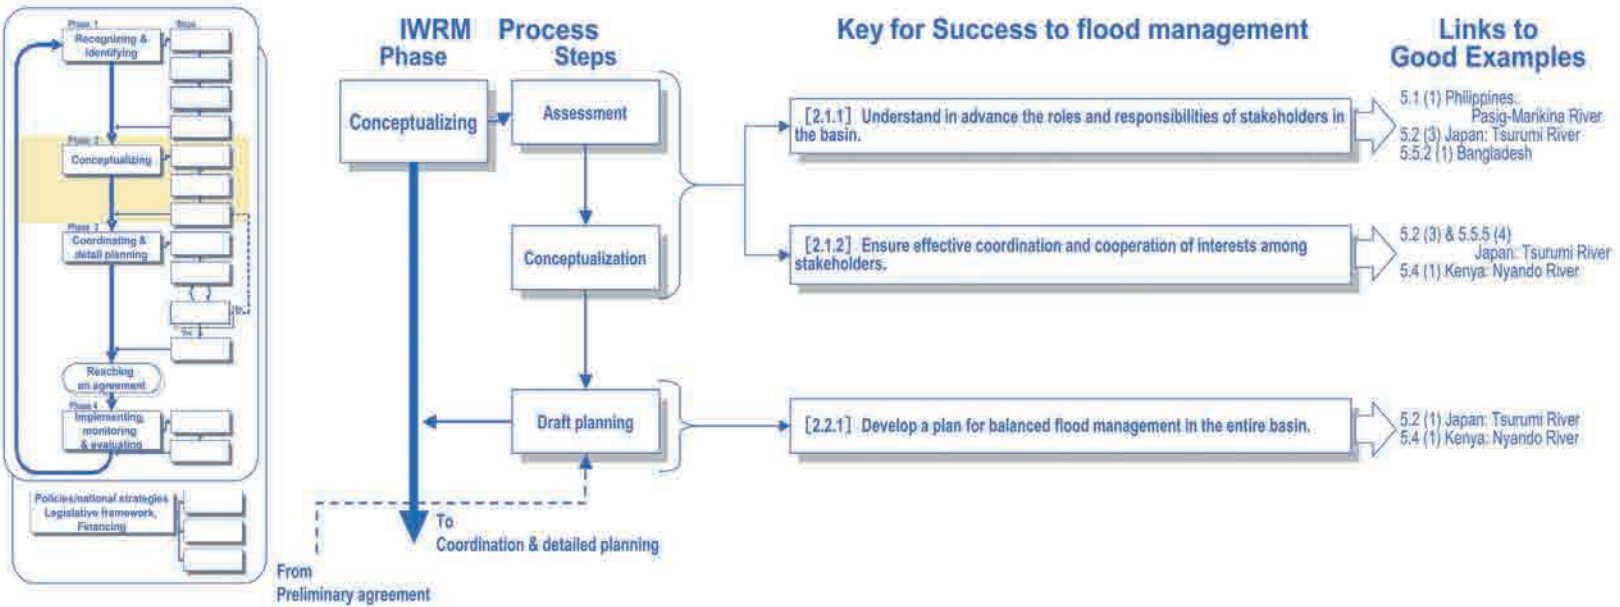 Phase 1
Steps
Recognizing &
identifying
Phase 2
Conceptualizing
Phase 3
Coordinating &
detail planning
Reaching
an agreement
Phase 4
Implementing,
monitoring
& evaluating
Policies/national strategies
Legislative framework,
Financing
IWRM Process
Phase Steps
Conceptualizing
Assessment
Conceptualization
Draft planning
To
Coordination & detailed planning
From
Preliminary agreement
Key for Success to flood management
[2.1.1] Understand in advance the roles and responsibilities of stakeholders in
the basin.
[2.1.2] Ensure effective coordination and cooperation of interests among
stakeholders.
[2.2.1] Develop a plan for balanced flood management in the entire basin.
Links to
Good Examples
5.1 (1) Philippines:
Pasig-Marikina River
5.2 (3) Japan: Tsurumi River
5.5.2 (1) Bangladesh
5.2 (3) & 5.5.5 (4)
Japan: Tsurumi River
5.4 (1) Kenya: Nyando River
5.2 (1) Japan: Tsurumi River
5.4 (1) Kenya: Nyando River